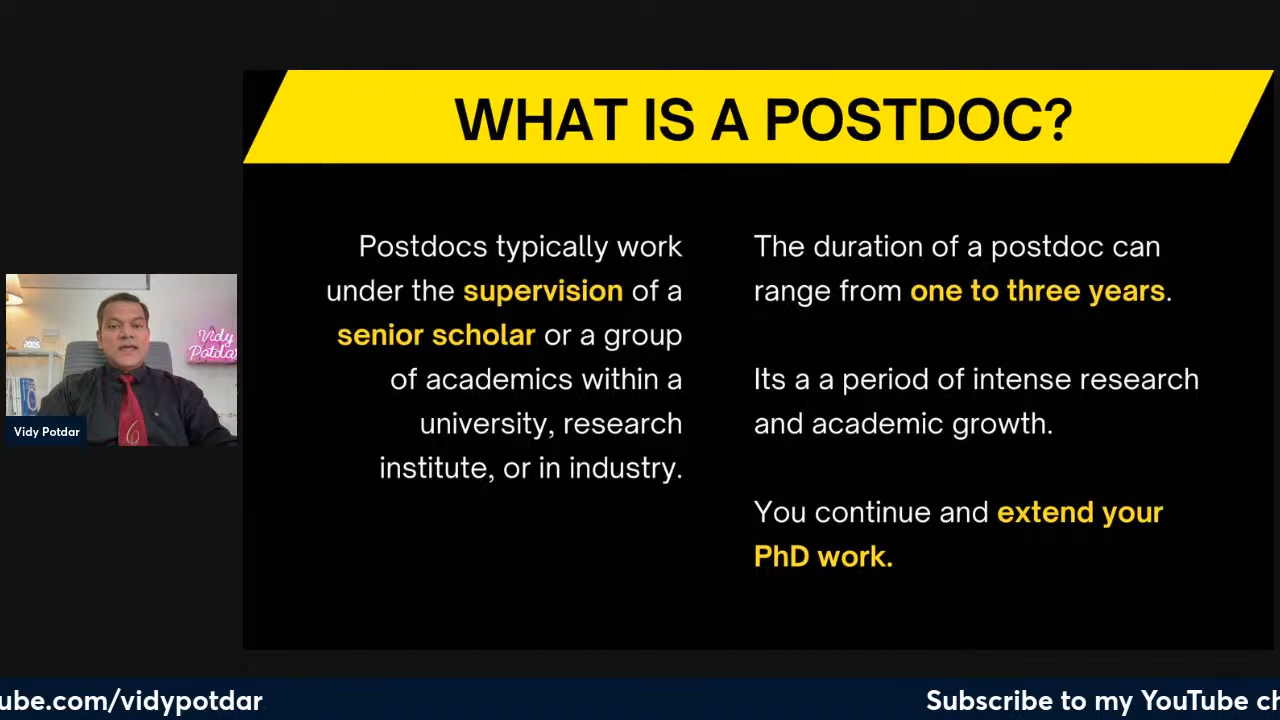 WHAT IS A POSTDOC?
Postdocs typically work
under the supervision of a
senior scholar or a group
of academics within a
university, research
institute, or in industry.
The duration of a postdoc can
range from one to three years.
Its a a period of intense research
and academic growth.
You continue and extend your
PhD work.
2005
Vidy
Potdar
Vidy Potdar
ube.com/vidypotdar
Subscribe to my YouTube ch